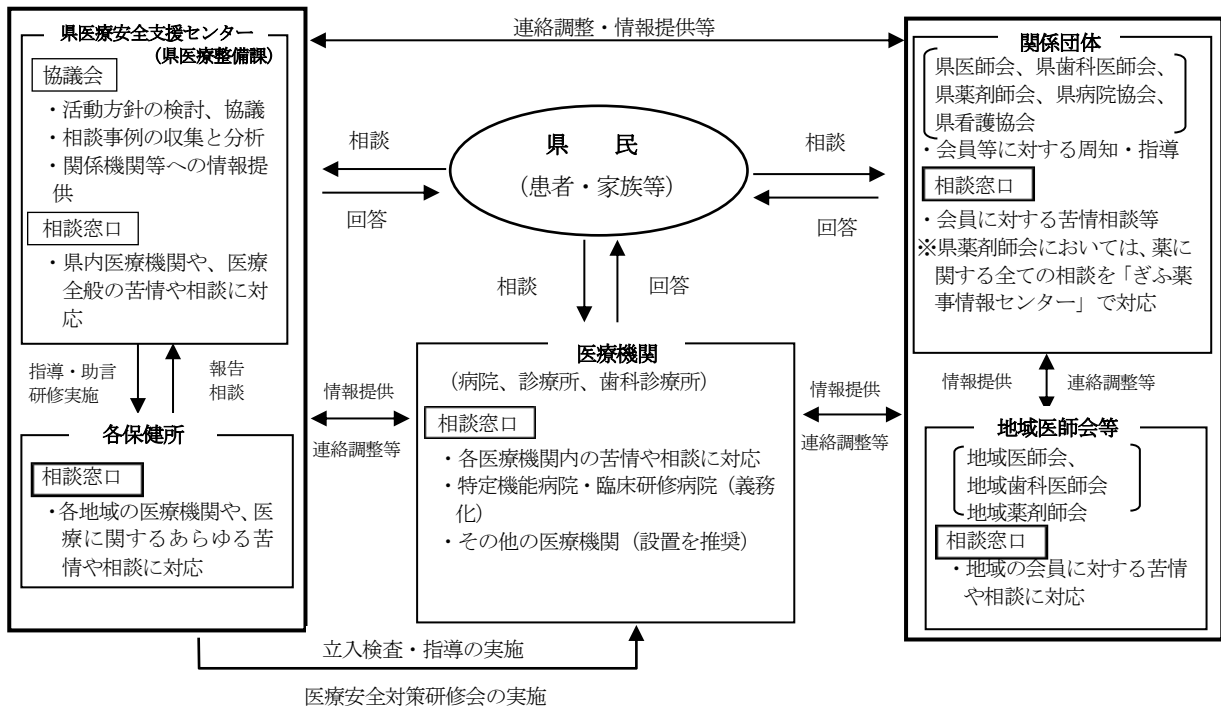 県医療安全支援センター
(県医療整備課)
協議会
・活動方針の検討、協議
・相談事例の収集と分析
・関係機関等への情報提
供
相談窓口
・県内医療機関や、医療
全般の苦情や相談に対
応
指導・助言
研修実施
報告
相談
各保健所
相談窓口
・各地域の医療機関や、医
療に関するあらゆる苦
情や相談に対応
連絡調整・情報提供等
相談
回答
県　民
(患者・家族等)
相談
回答
相談
回答
医療機関
(病院、診療所、歯科診療所)
相談窓口
・各医療機関内の苦情や相談に対応
・特定機能病院・臨床研修病院（義務
化）
・その他の医療機関（設置を推奨）
情報提供
連絡調整等
情報提供
連絡調整等
関係団体
県医師会、県歯科医師会、
県薬剤師会、県病院協会、
県看護協会
・会員等に対する周知・指導
相談窓口
・会員に対する苦情相談等
※県薬剤師会においては、薬に
関する全ての相談を「ぎふ薬
事情報センター」で対応
情報提供
連絡調整等
地域医師会等
地域医師会、
地域歯科医師会
地域薬剤師会
相談窓口
・地域の会員に対する苦情
や相談に対応
立入検査・指導の実施
医療安全対策研修会の実施